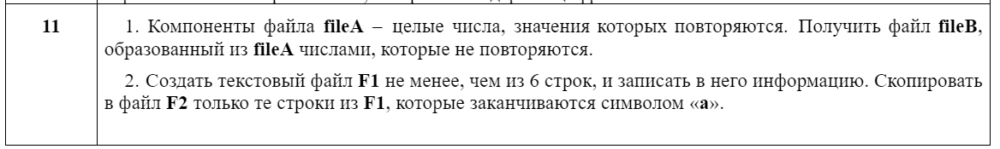 11
1. Компоненты файла fileA – целые числа, значения которых повторяются. Получить файл fileB,
образованный из fileA числами, которые не повторяются.
2. Создать текстовый файл F1 не менее, чем из 6 строк, и записать в него информацию. Скопировать
в файл F2 только те строки из F1, которые заканчиваются символом «а».